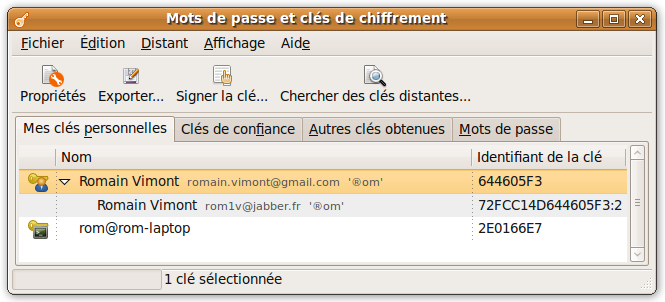 Mots de passe et clés de chiffrement
Fichier Édition Distant Affichage Aide
Propriétés Exporter... Signer la clé... Chercher des clés distantes...
Mes clés personnelles Clés de confiance Autres clés obtenues Mots de passe
Nom Identifiant de la clé
Romain Vimont romain.vimont@gmail.com '®om' 644605F3
Romain Vimont rom1v@jabber.fr '®om' 72FCC14D644605F3:2
rom@rom-laptop 2E0166E7
1 clé sélectionnée